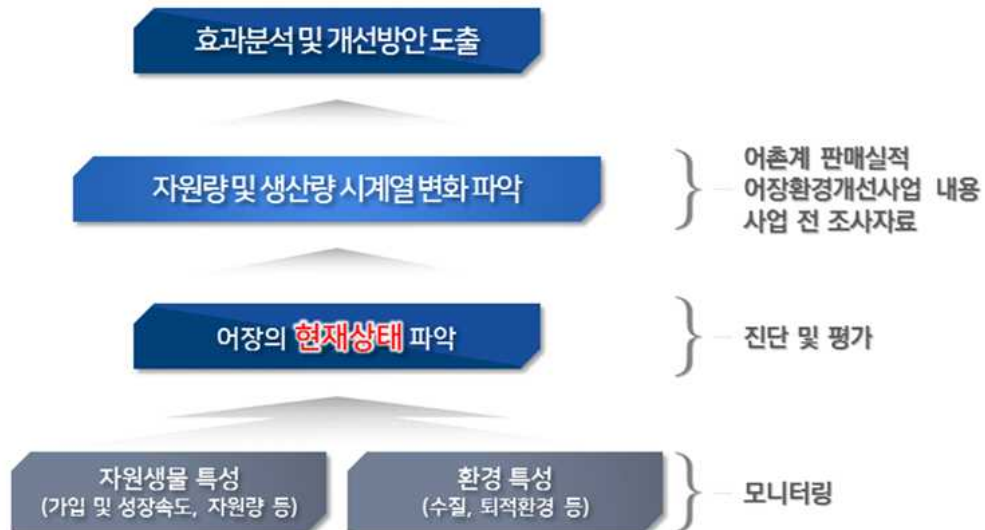 효과분석 및 개선방안 도출
자원량 및 생산량 시계열 변화 파악
어촌계 판매실적
어장환경개선사업 내용
사업 전 조사자료
어장의 현재상태 파악
진단 및 평가
자원생물 특성
(가입 및 성장속도, 자원량 등)
환경 특성
(수질, 퇴적환경 등)
모니터링